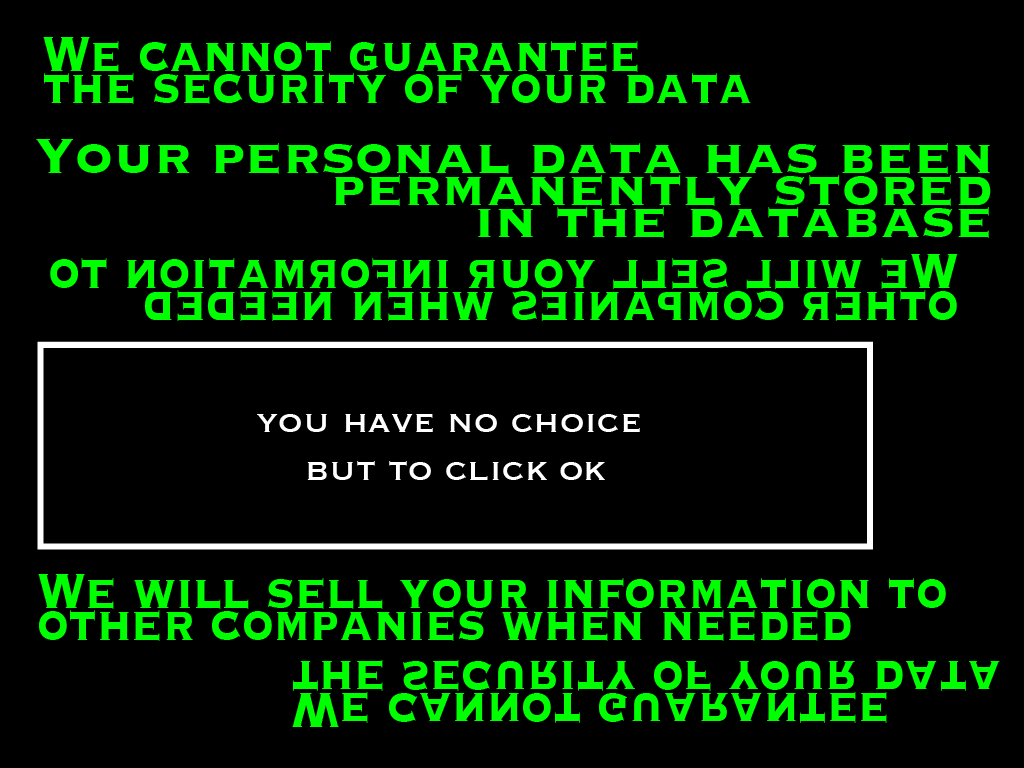 We cannot guarantee
the security of your data
Your personal data has been
permanently stored
in the database
We will sell your information to
other companies when needed
you have no choice
but to click ok
We will sell your information to
other companies when needed
the security of your data
We cannot guarantee